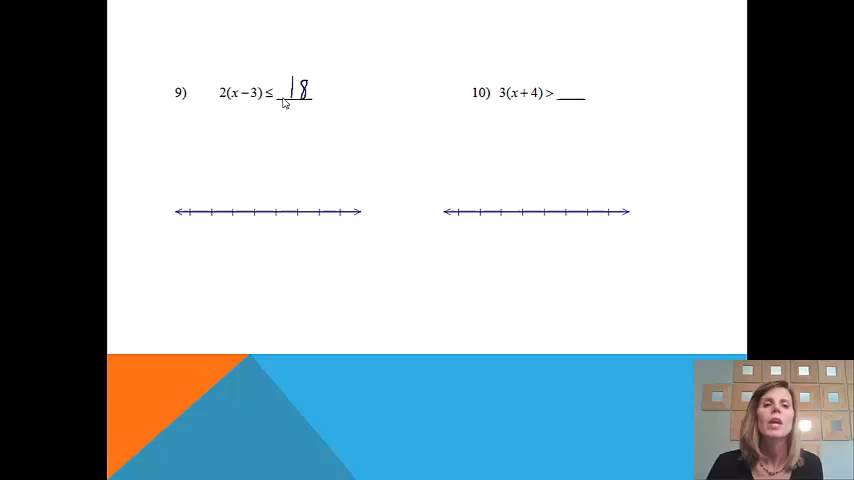 9) 2(x − 3) ≤ 18
10) 3(x + 4) > ____